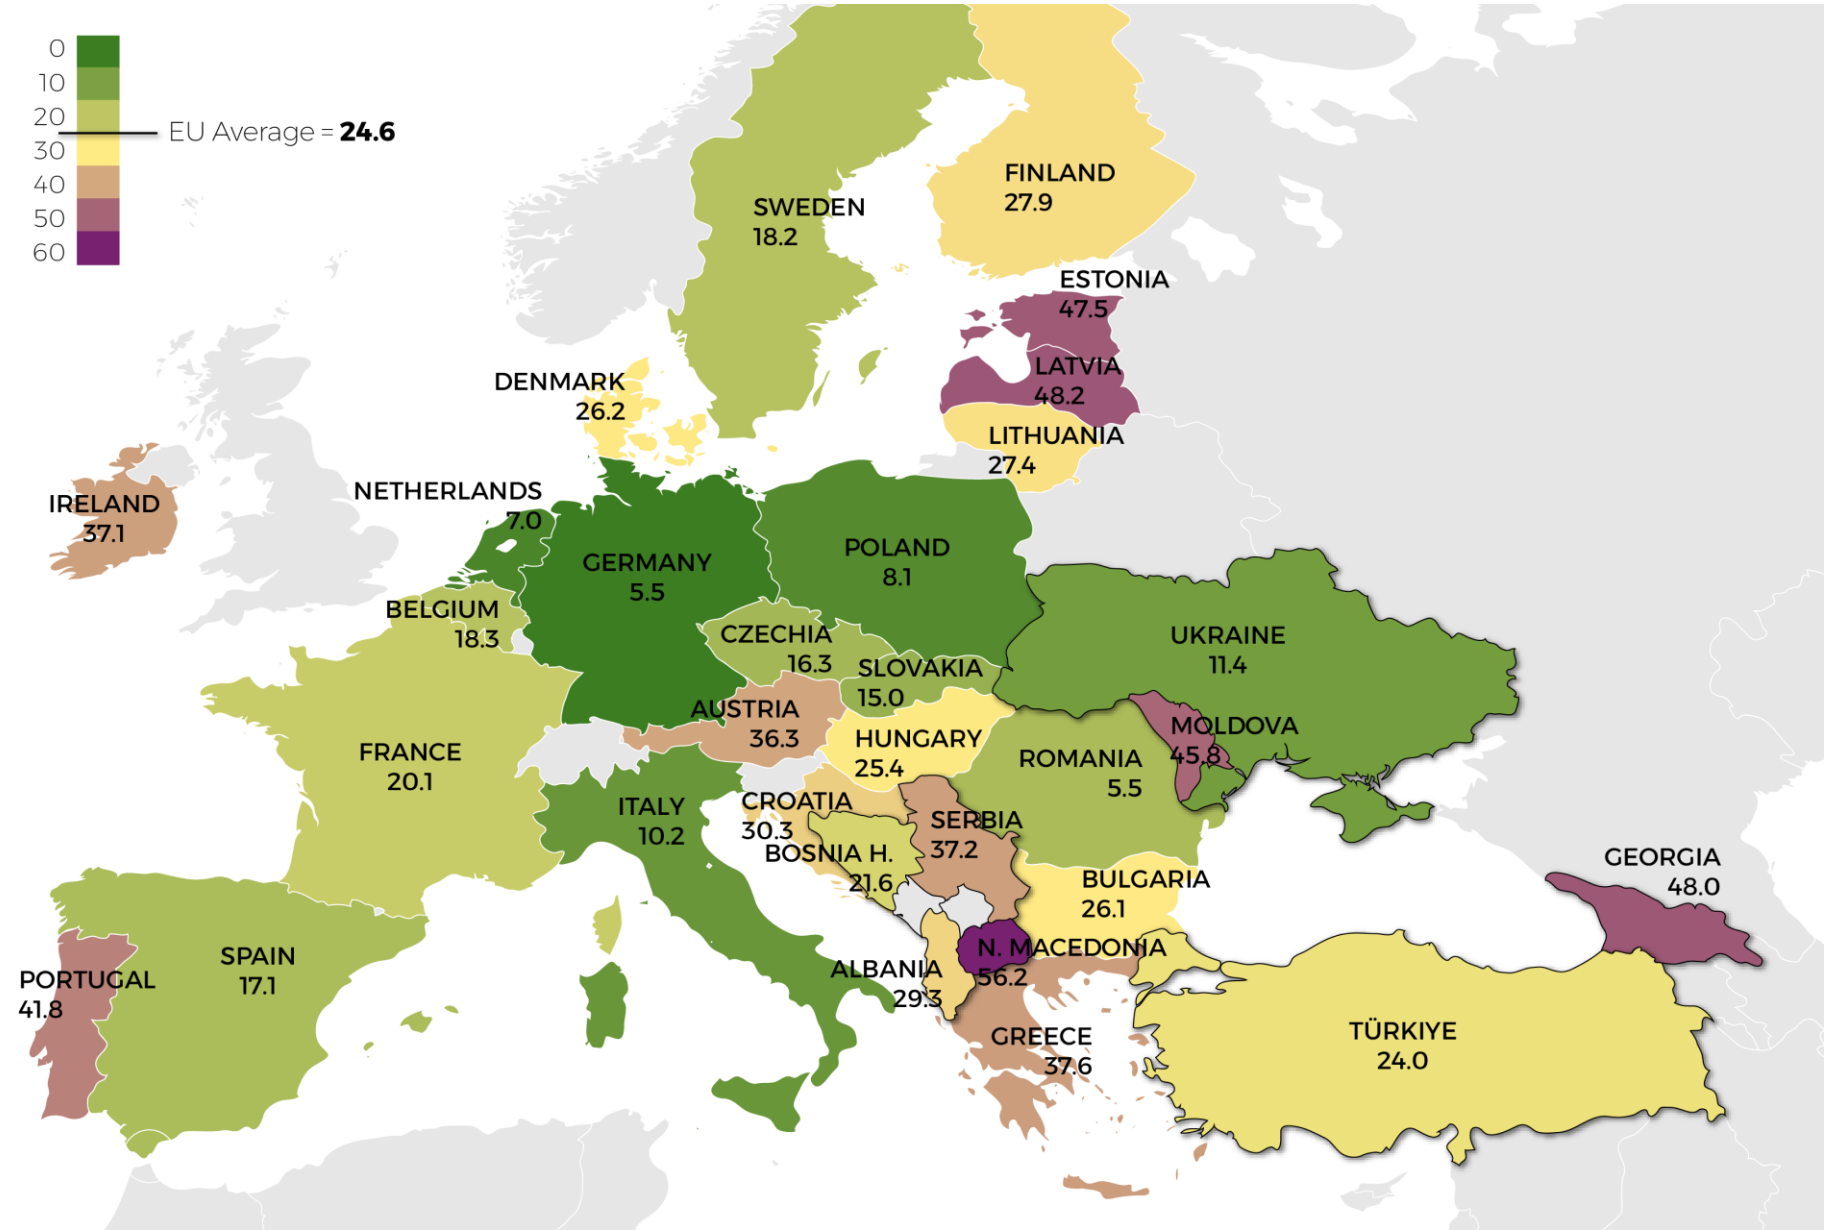 0
10
20
30
40
50
60
EU Average = 24.6
FINLAND
27.9
SWEDEN
18.2
ESTONIA
47.5
LATVIA
48.2
DENMARK
26.2
LITHUANIA
27.4
IRELAND
37.1
NETHERLANDS
7.0
GERMANY
5.5
POLAND
8.1
BELGIUM
18.3
CZECHIA
16.3
SLOVAKIA
15.0
UKRAINE
11.4
AUSTRIA
36.3
HUNGARY
25.4
MOLDOVA
45.8
FRANCE
20.1
ROMANIA
5.5
ITALY
10.2
CROATIA
30.3
SERBIA
37.2
BOSNIA H.
21.6
GEORGIA
48.0
BULGARIA
26.1
SPAIN
17.1
N. MACEDONIA
56.2
PORTUGAL
41.8
ALBANIA
29.3
GREECE
37.6
TÜRKIYE
24.0